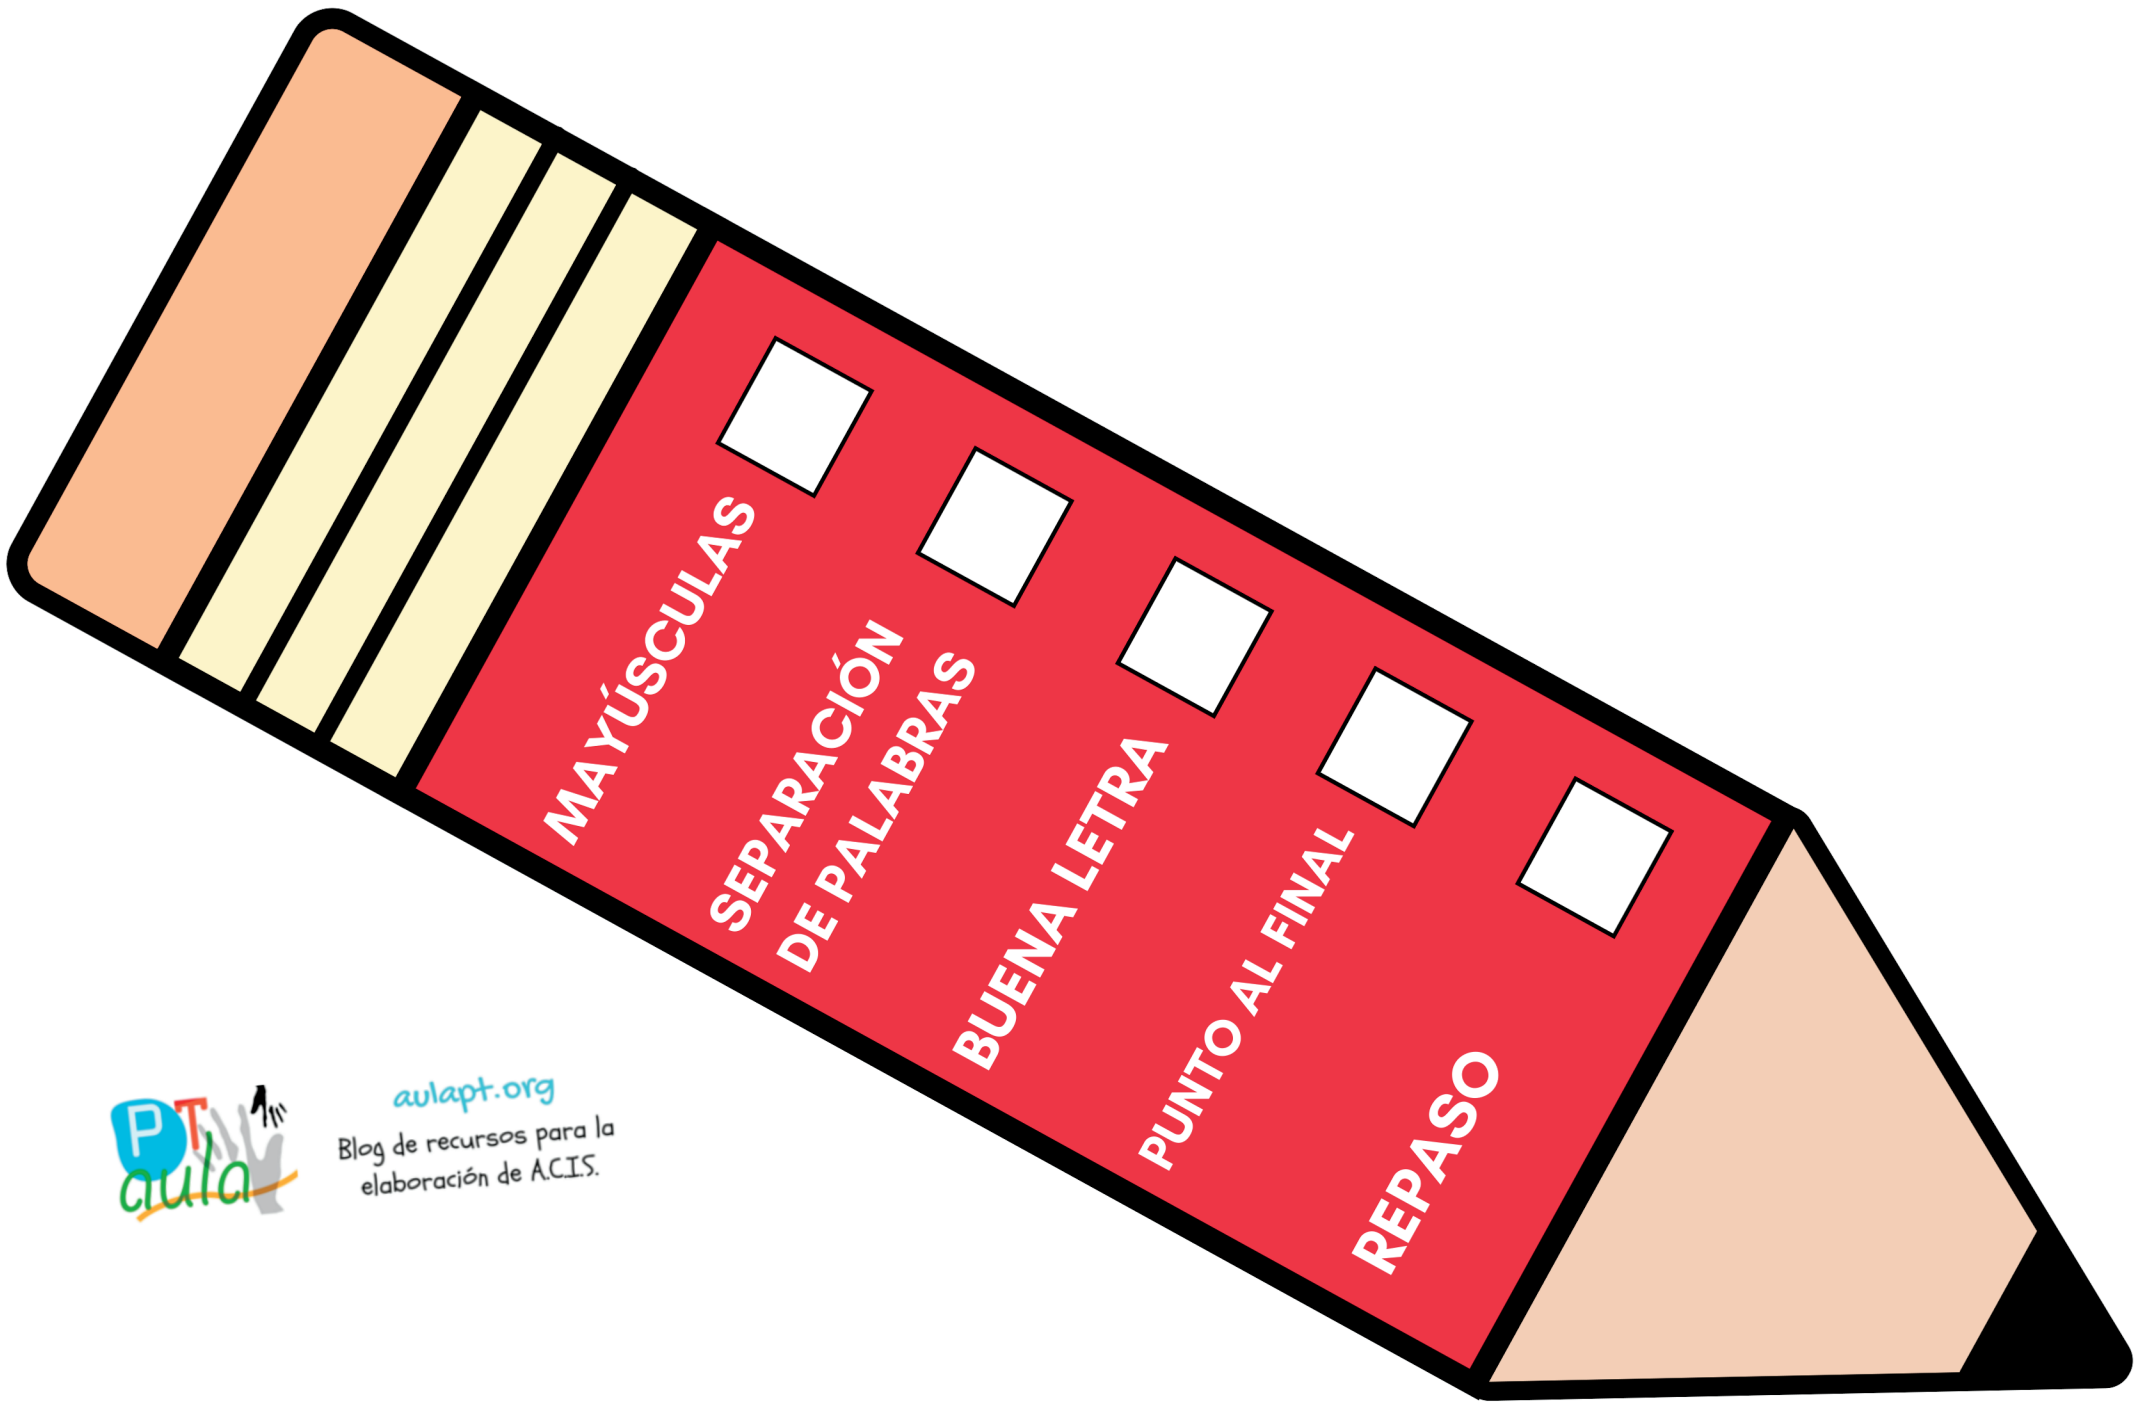 MAYÚSCULAS
SEPARACIÓN
DE PALABRAS
BUENA LETRA
PUNTO AL FINAL
REPASO
PT
aula
aulapt.org
Blog de recursos para la
elaboración de A.C.I.S.